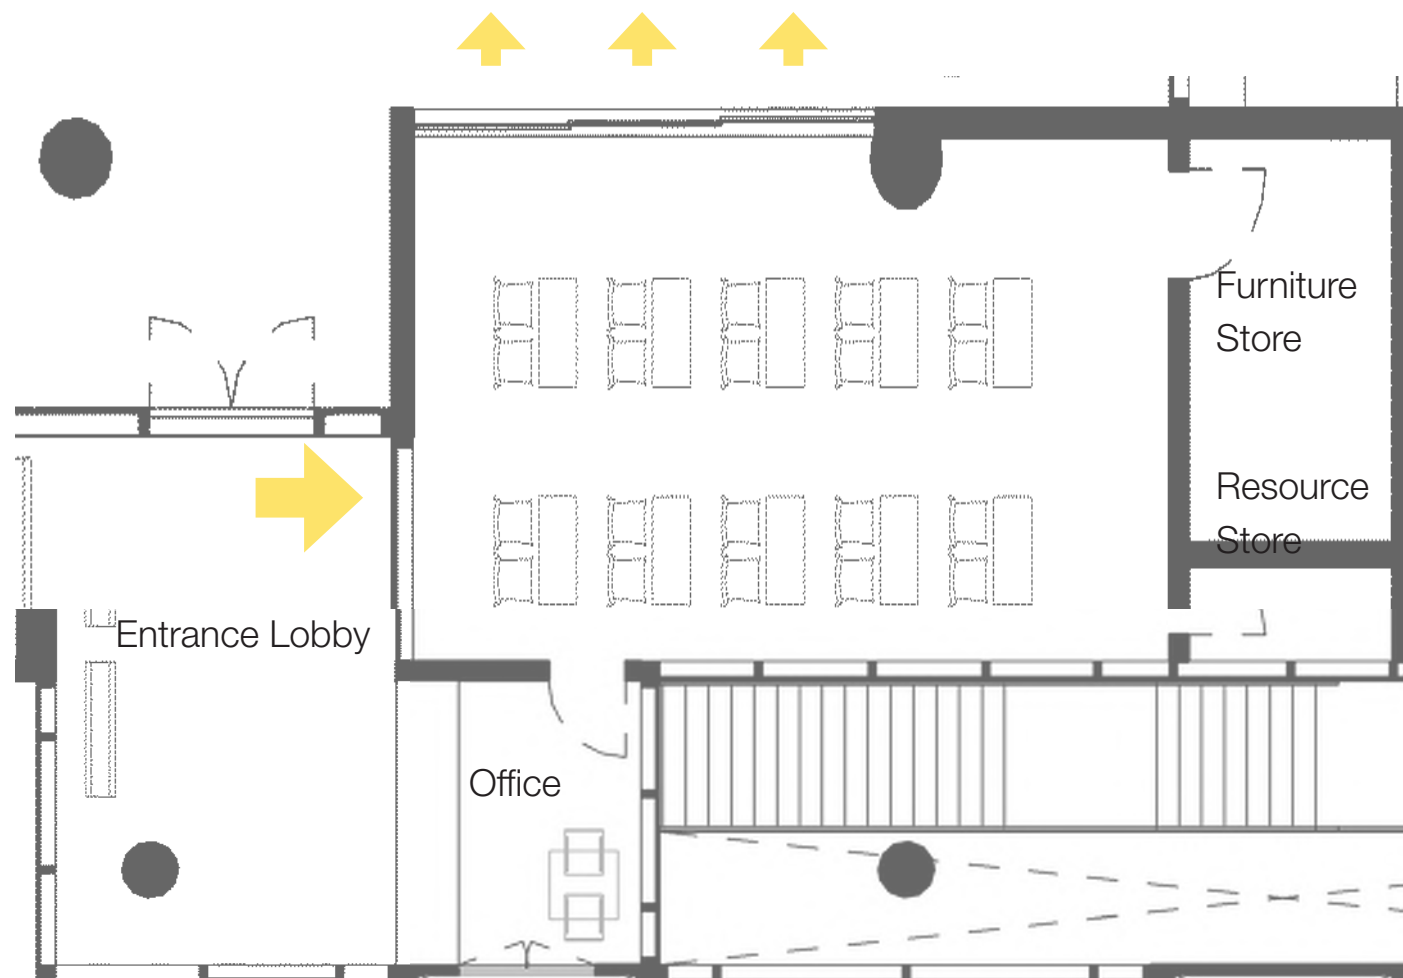 Furniture
Store
Resource
Store
Entrance Lobby
Office